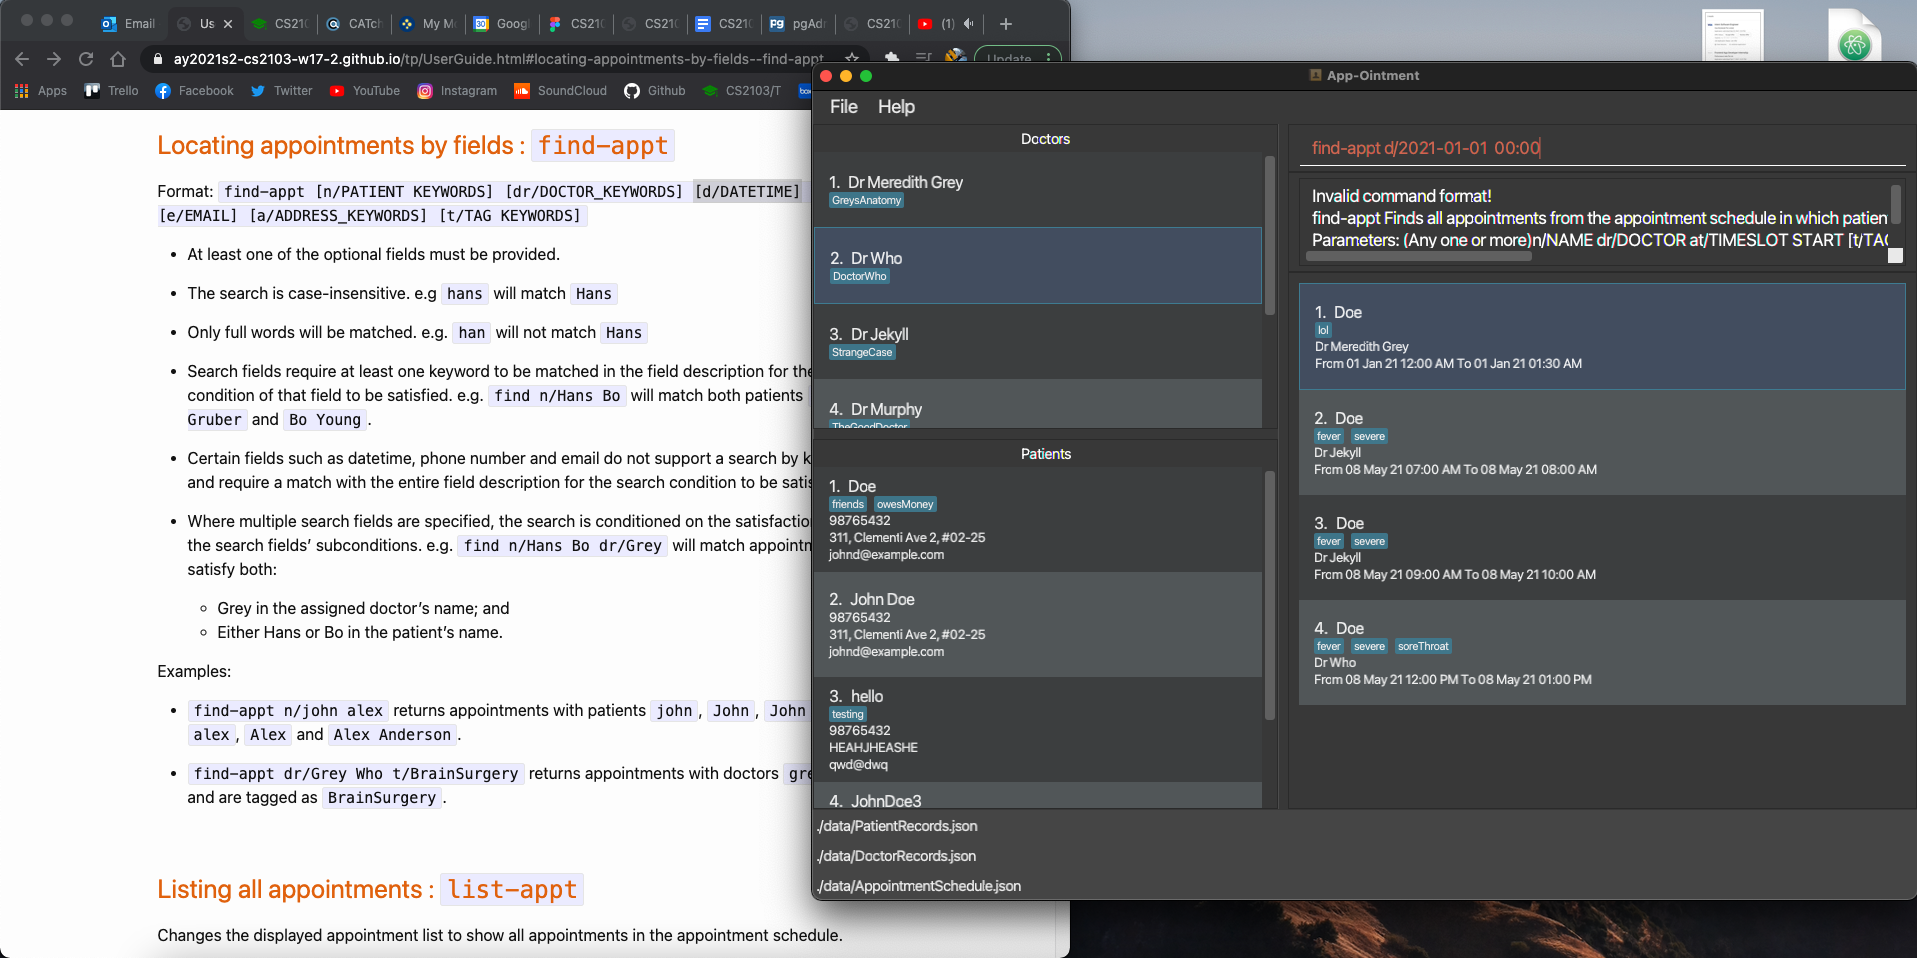 Email
Us
CS210
CATch
My M
Googl
CS210
CS210
CS210
pgAdr
CS210
(1)
ay2021s2-cs2103-w17-2.github.io/tp/UserGuide.html#locating-appointments-by-fields--find-appt
Update
Apps
Trello
Facebook
Twitter
YouTube
Instagram
SoundCloud
Github
CS2103/T
Locating appointments by fields : find-appt
Format: find-appt [n/PATIENT KEYWORDS] [dr/DOCTOR_KEYWORDS] [d/DATETIME]
[e/EMAIL] [a/ADDRESS_KEYWORDS] [t/TAG KEYWORDS]
• At least one of the optional fields must be provided.
• The search is case-insensitive. e.g hans will match Hans
• Only full words will be matched. e.g. han will not match Hans
• Search fields require at least one keyword to be matched in the field description for the
condition of that field to be satisfied. e.g. find n/Hans Bo will match both patients
Gruber and Bo Young.
• Certain fields such as datetime, phone number and email do not support a search by k
and require a match with the entire field description for the search condition to be satis
• Where multiple search fields are specified, the search is conditioned on the satisfactio
the search fields’ subconditions. e.g. find n/Hans Bo dr/Grey will match appointm
satisfy both:
◦ Grey in the assigned doctor’s name; and
◦ Either Hans or Bo in the patient’s name.
Examples:
• find-appt n/john alex returns appointments with patients john, John, John
alex, Alex and Alex Anderson.
• find-appt dr/Grey Who t/BrainSurgery returns appointments with doctors gre
and are tagged as BrainSurgery.
Listing all appointments : list-appt
Changes the displayed appointment list to show all appointments in the appointment schedule.
App-Ointment
File
Help
Doctors
1. Dr Meredith Grey
GreysAnatomy
2. Dr Who
DoctorWho
3. Dr Jekyll
StrangeCase
4. Dr Murphy
TheGoodDoctor
Patients
1. Doe
friends owesMoney
98765432
311, Clementi Ave 2, #02-25
johnd@example.com
2. John Doe
98765432
311, Clementi Ave 2, #02-25
johnd@example.com
3. hello
testing
98765432
HEAHJHEASHE
qwd@dwq
4. JohnDoe3
find-appt d/2021-01-01 00:00
Invalid command format!
find-appt Finds all appointments from the appointment schedule in which patien
Parameters: (Any one or more)n/NAME dr/DOCTOR at/TIMESLOT START [t/TAG
1. Doe
lol
Dr Meredith Grey
From 01 Jan 21 12:00 AM To 01 Jan 21 01:30 AM
2. Doe
fever severe
Dr Jekyll
From 08 May 21 07:00 AM To 08 May 21 08:00 AM
3. Doe
fever severe
Dr Jekyll
From 08 May 21 09:00 AM To 08 May 21 10:00 AM
4. Doe
fever severe soreThroat
Dr Who
From 08 May 21 12:00 PM To 08 May 21 01:00 PM
./data/PatientRecords.json
./data/DoctorRecords.json
./data/AppointmentSchedule.json